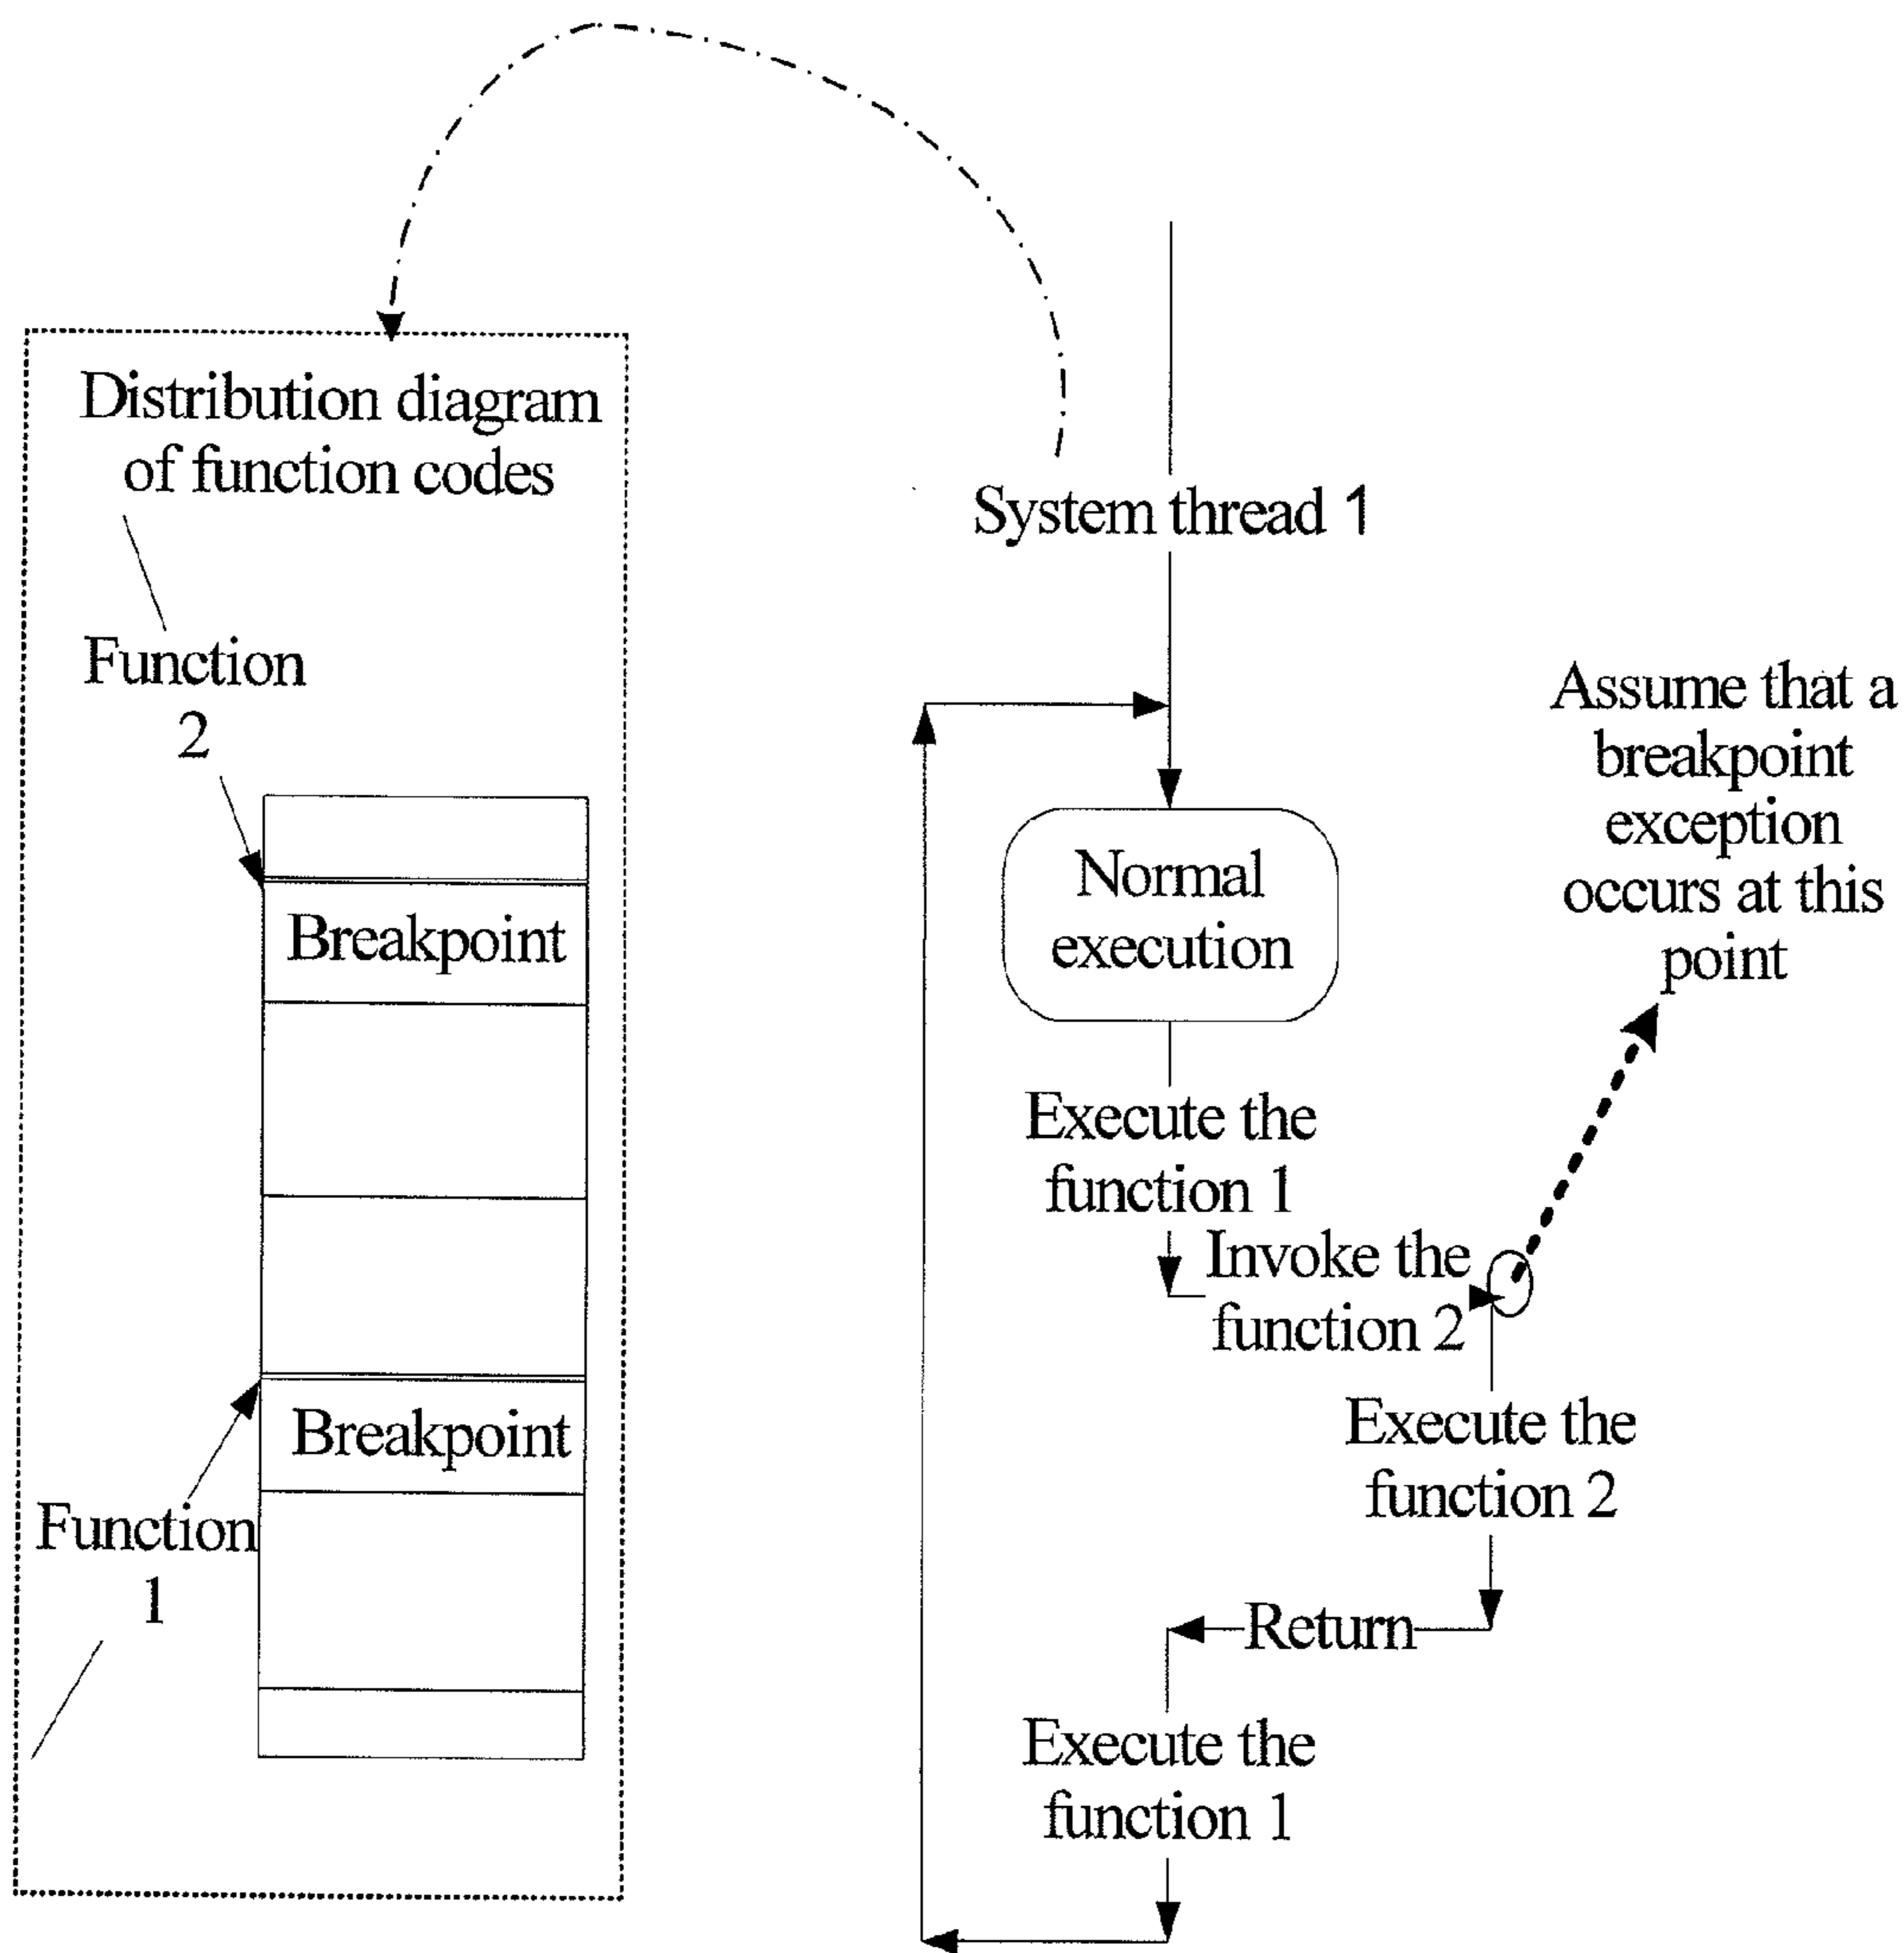 Distribution diagram
of function codes
Function
2
Breakpoint
Breakpoint
Function
1
System thread 1
Normal
execution
Execute the
function 1
Invoke the
function 2
Assume that a
breakpoint
exception
occurs at this
point
Execute the
function 2
Return
Execute the
function 1